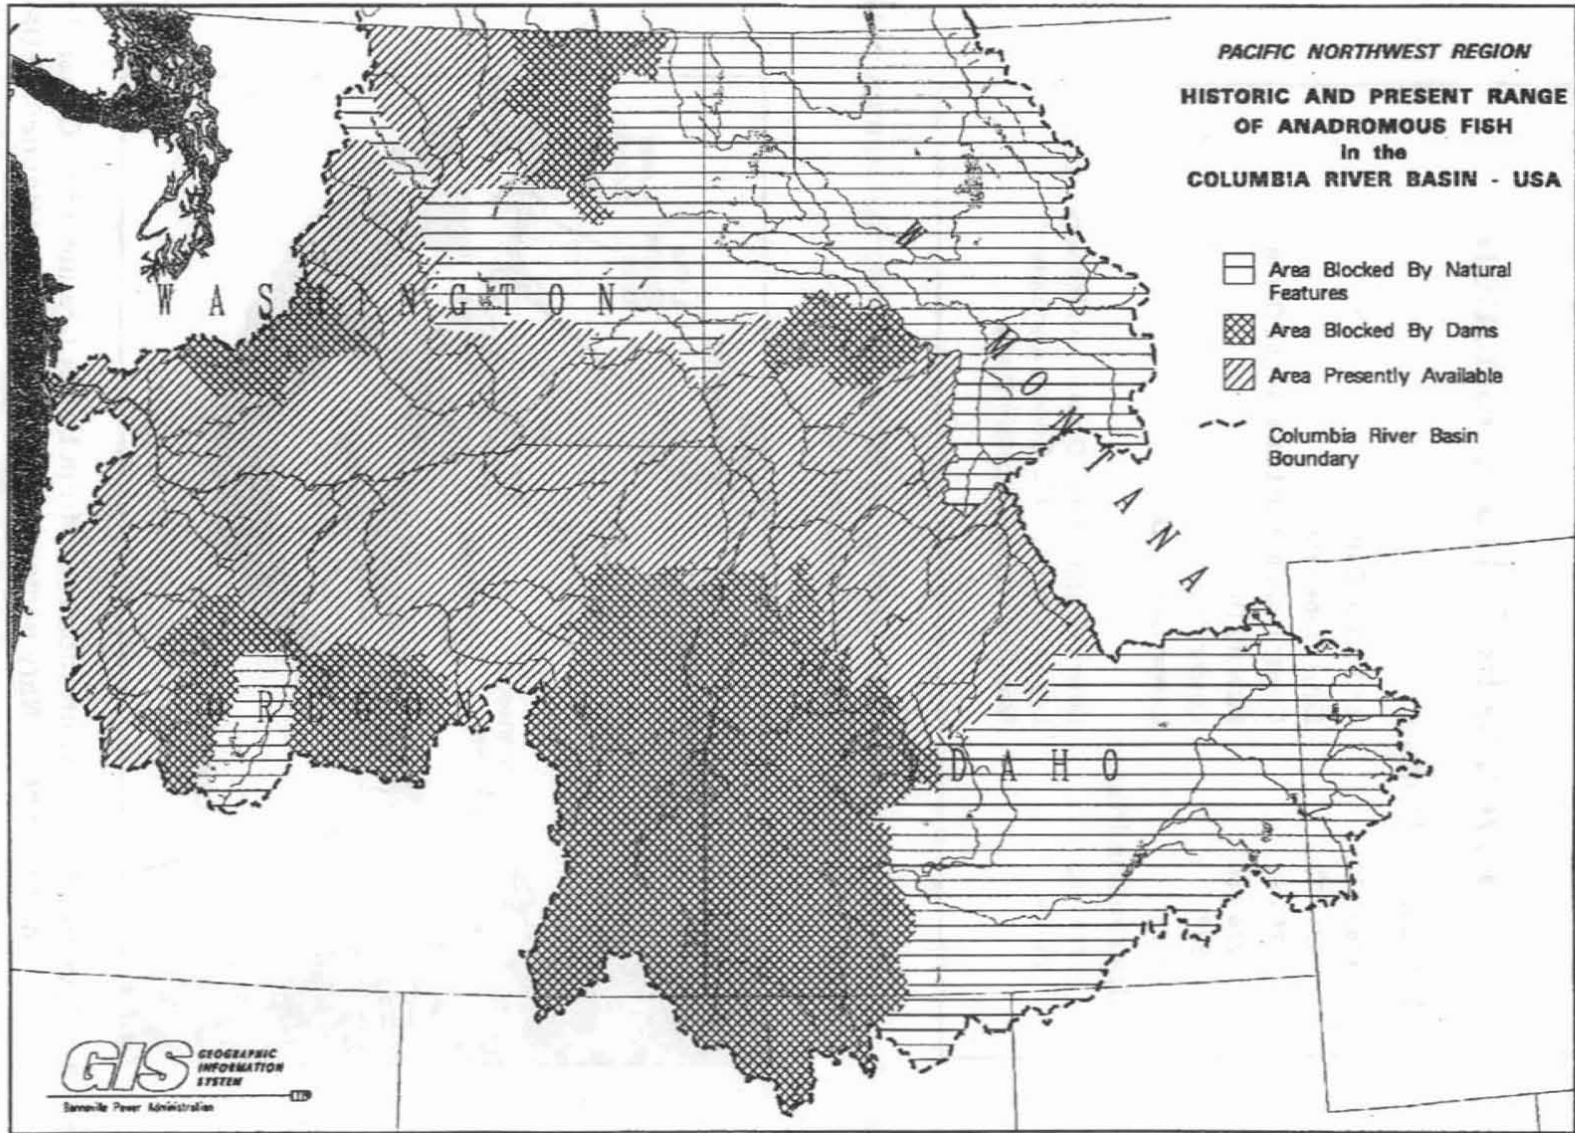 PACIFIC NORTHWEST REGION
HISTORIC AND PRESENT RANGE
OF ANADROMOUS FISH
in the
COLUMBIA RIVER BASIN - USA
Area Blocked By Natural
Features
Area Blocked By Dams
Area Presently Available
Columbia River Basin
Boundary
WASHINGTON
MONTANA
OREGON
IDAHO
GIS
GEOGRAPHIC
INFORMATION
SYSTEM
Bonneville Power Administration